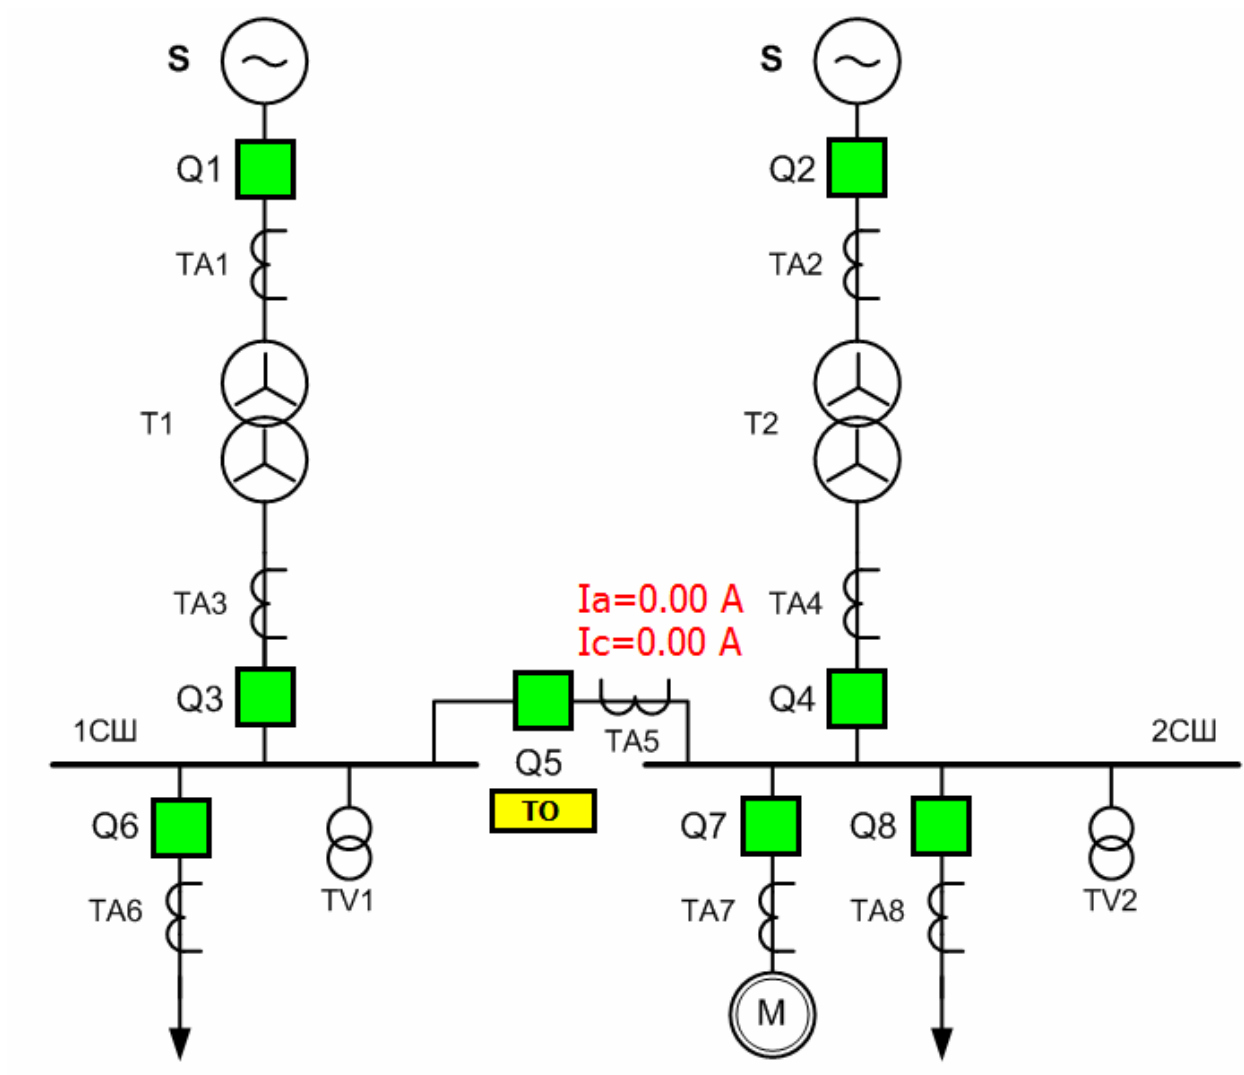 S
S
Q1
Q2
TA1
TA2
T1
T2
Ia=0.00 A
Ic=0.00 A
TA3
TA4
Q3
Q4
1СШ
TA5
2СШ
Q5
TO
Q6
Q7
Q8
TA6
TV1
TA7
TA8
TV2
M